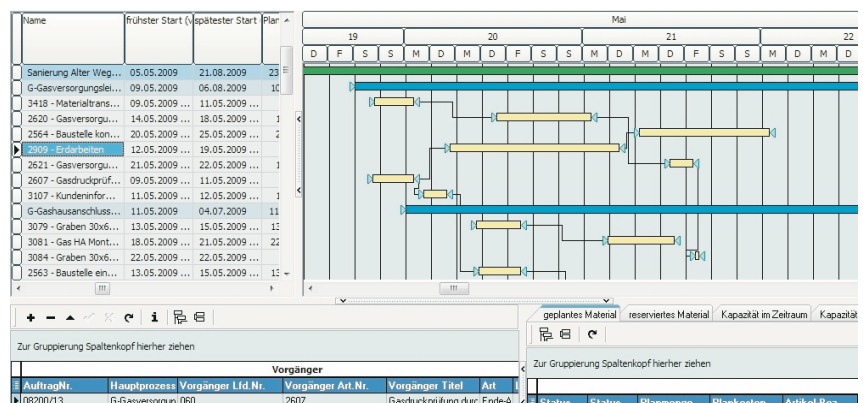 Name frühster Start (v spätester Start Plan
Mai
19 20 21 22
D F S S M D M D F S S M D M D F S S M D M D
Sanierung Alter Weg... 05.05.2009 21.08.2009 23
G-Gasversorgungslei... 09.05.2009 06.08.2009 10
3418 - Materialtrans... 09.05.2009 ... 11.05.2009 ...
2620 - Gasversorgu... 14.05.2009 ... 18.05.2009 ... 1
2564 - Baustelle kon... 20.05.2009 ... 25.05.2009 ... 2
2909 - Erdarbeiten 12.05.2009 ... 19.05.2009 ...
2621 - Gasversorgu... 21.05.2009 ... 22.05.2009 ... 1
2607 - Gasdruckprüf... 09.05.2009 ... 11.05.2009 ...
3107 - Kundeninfor... 11.05.2009 ... 12.05.2009 ... 1
G-Gashausanschluss... 11.05.2009 04.07.2009 11
3079 - Graben 30x6... 13.05.2009 ... 15.05.2009 ... 13
3081 - Gas HA Mont... 18.05.2009 ... 21.05.2009 ... 22
3084 - Graben 30x6... 22.05.2009 ... 22.05.2009 ...
2563 - Baustelle ein... 13.05.2009 ... 15.05.2009 ... 13
geplantes Material reserviertes Material Kapazität im Zeitraum Kapazität
Zur Gruppierung Spaltenkopf hierher ziehen
Vorgänger
AuftragNr. Hauptprozess Vorgänger Lfd.Nr. Vorgänger Art.Nr. Vorgänger Titel Art
08200/13 G-Gasversorgun 060 2607 Gasdruckprüfung durc Ende-A
Zur Gruppierung Spaltenkopf hierher ziehen
Status Status Planmenge Plankosten Artikel Bez.